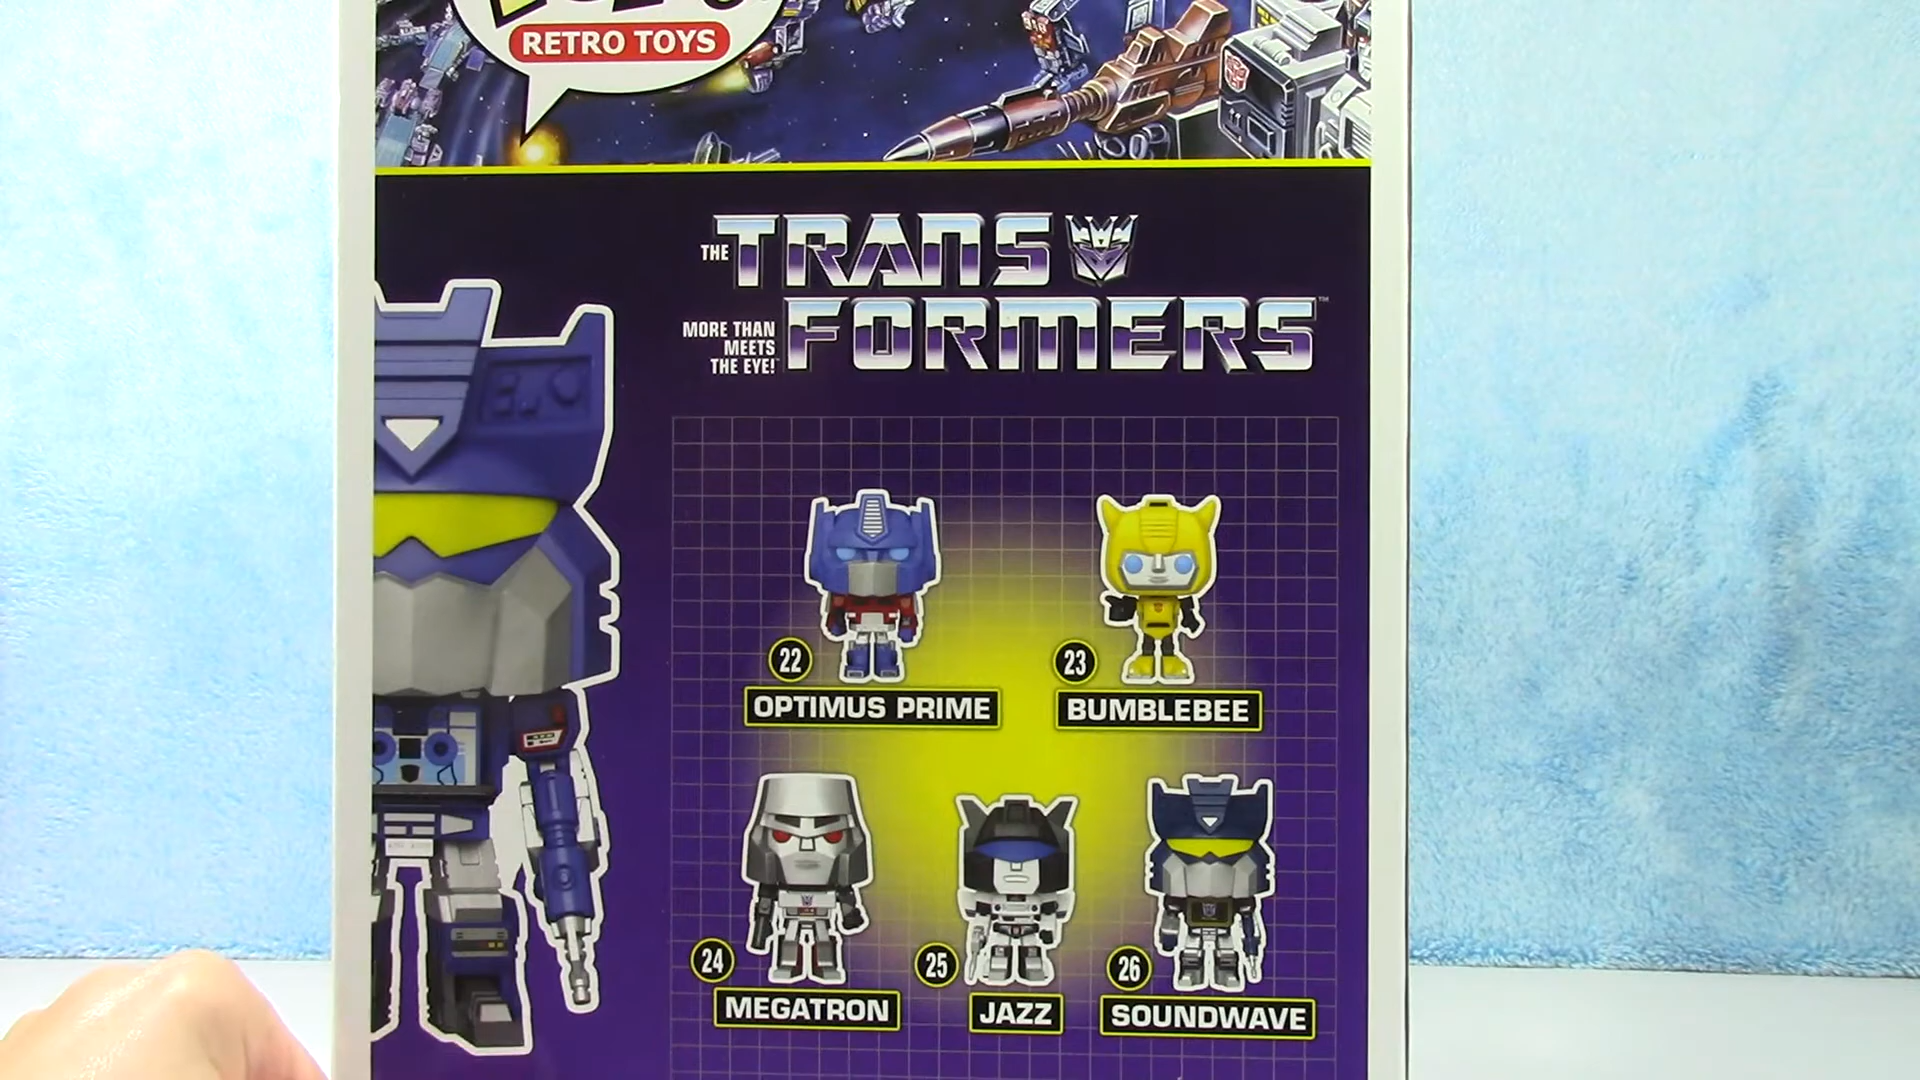 RETRO TOYS
THE TRANS
FORMERS™
MORE THAN
MEETS
THE EYE!
22
OPTIMUS PRIME
23
BUMBLEBEE
24
MEGATRON
25
JAZZ
26
SOUNDWAVE